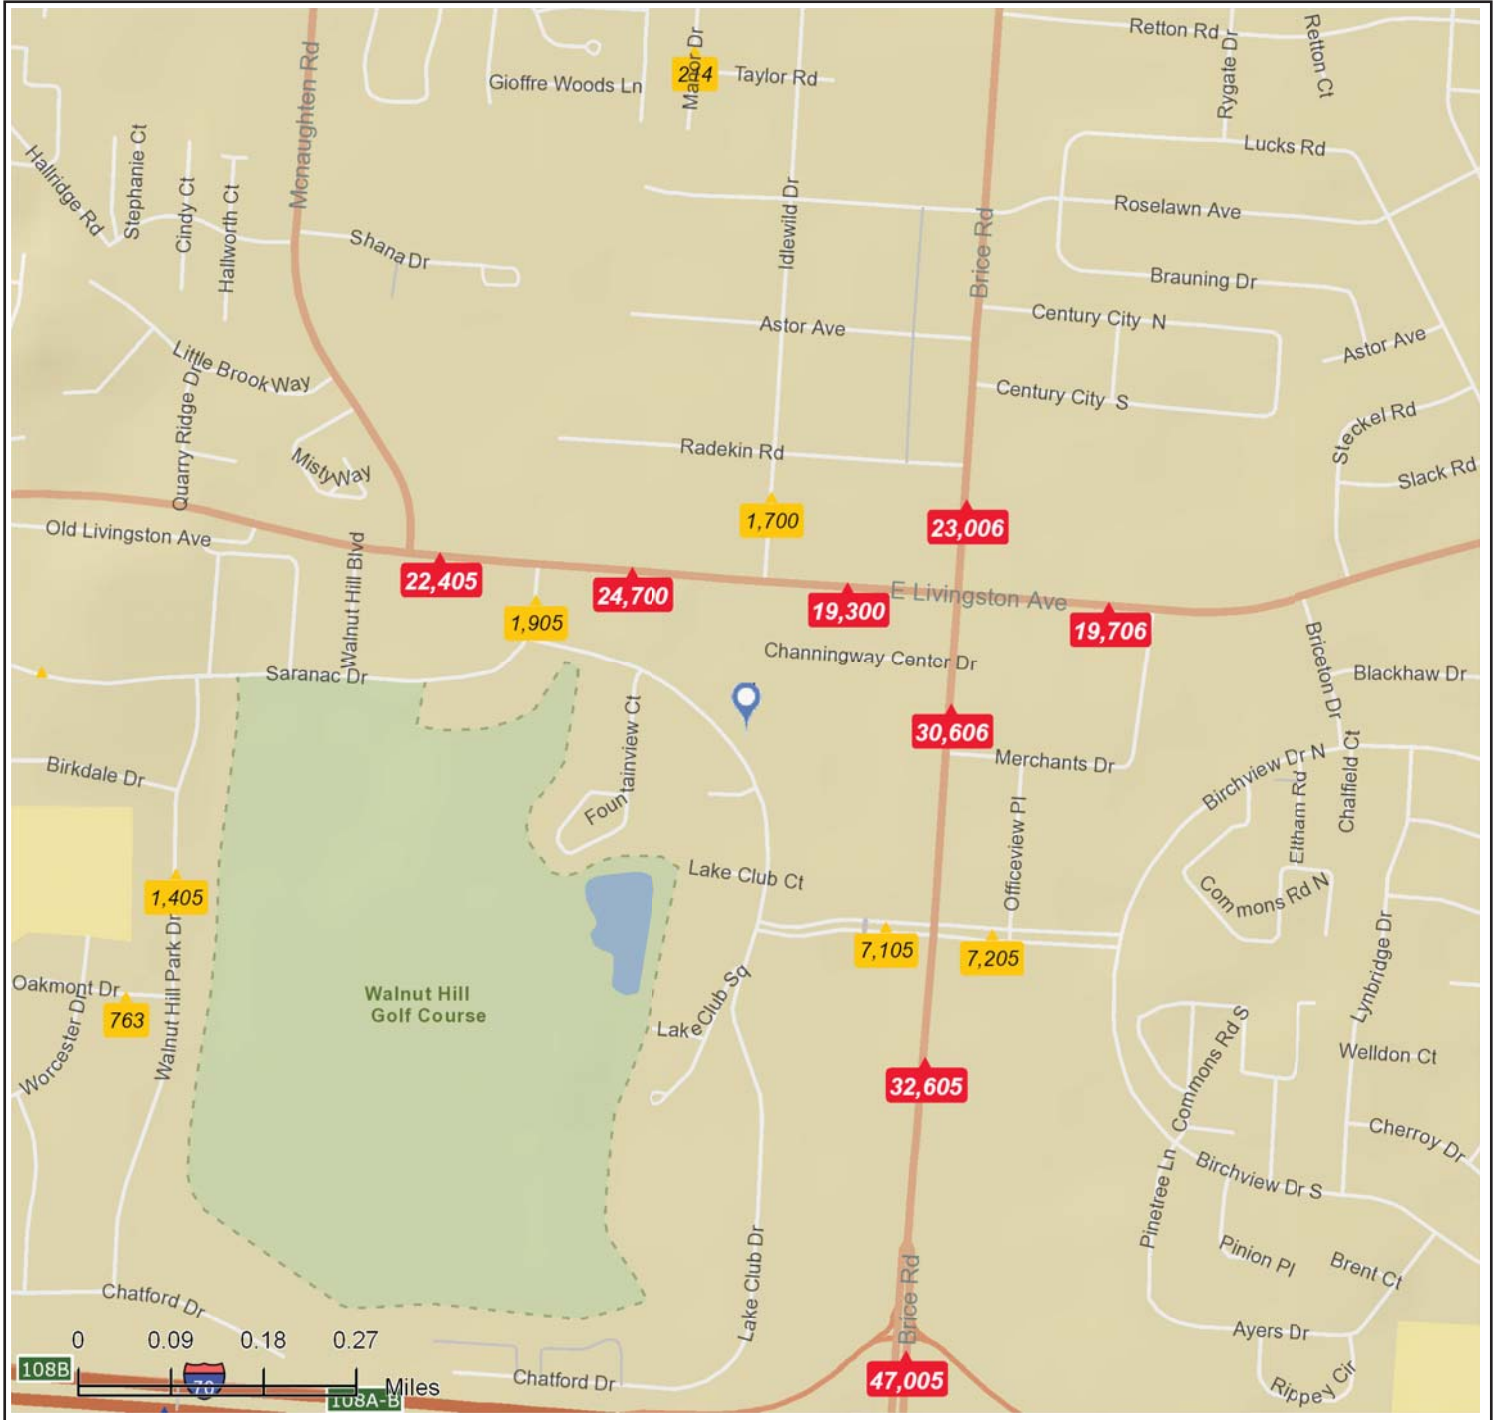 Retton Rd
Rygate Dr
Retton Ct
Mcnaughten Rd
Gioffre Woods Ln
Manor Dr
214
Taylor Rd
Lucks Rd
Hallridge Rd
Stephanie Ct
Cindy Ct
Hallworth Ct
Shana Dr
Idlewild Dr
Brice Rd
Roselawn Ave
Brauning Dr
Century City N
Astor Ave
Astor Ave
Little Brook Way
Quarry Ridge Dr
Century City S
Steckel Rd
Slack Rd
Radekin Rd
Misty Way
1,700
23,006
Old Livingston Ave
Walnut Hill Blvd
22,405
24,700
19,300
E Livingston Ave
19,706
1,905
Channingway Center Dr
Briceton Dr
Blackhaw Dr
Saranac Dr
Fountainview Ct
30,606
Merchants Dr
Birchview Dr N
Eltham Rd
Chalfield Ct
Birkdale Dr
Officeview Pl
Lake Club Ct
Commons Rd N
1,405
Walnut Hill Park Dr
7,105
7,205
Lynbridge Dr
Oakmont Dr
763
Worcester Dr
Walnut Hill
Golf Course
Lake Club Sq
Commons Rd S
Welldon Ct
32,605
Cherroy Dr
Pinetree Ln
Birchview Dr S
Pinion Pl
Brent Ct
Lake Club Dr
Brice Rd
Chatford Dr
Ayers Dr
Rippey Cir
0 0.09 0.18 0.27
Miles
108B
70
108A-B
Chatford Dr
47,005